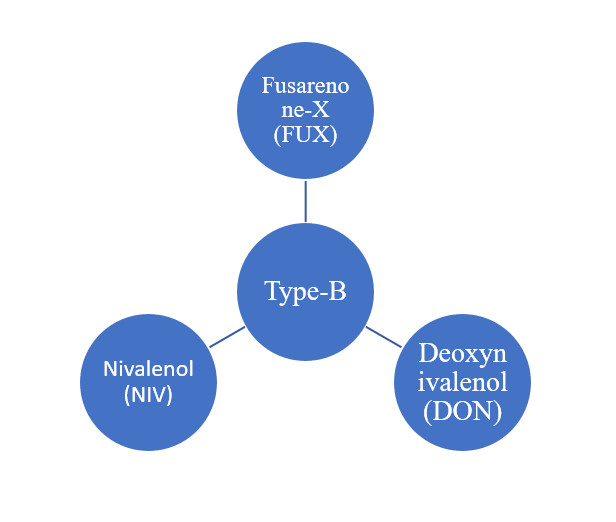 Fusareno
ne-X
(FUX)
Type-B
Nivalenol
(NIV)
Deoxyn
ivalenol
(DON)